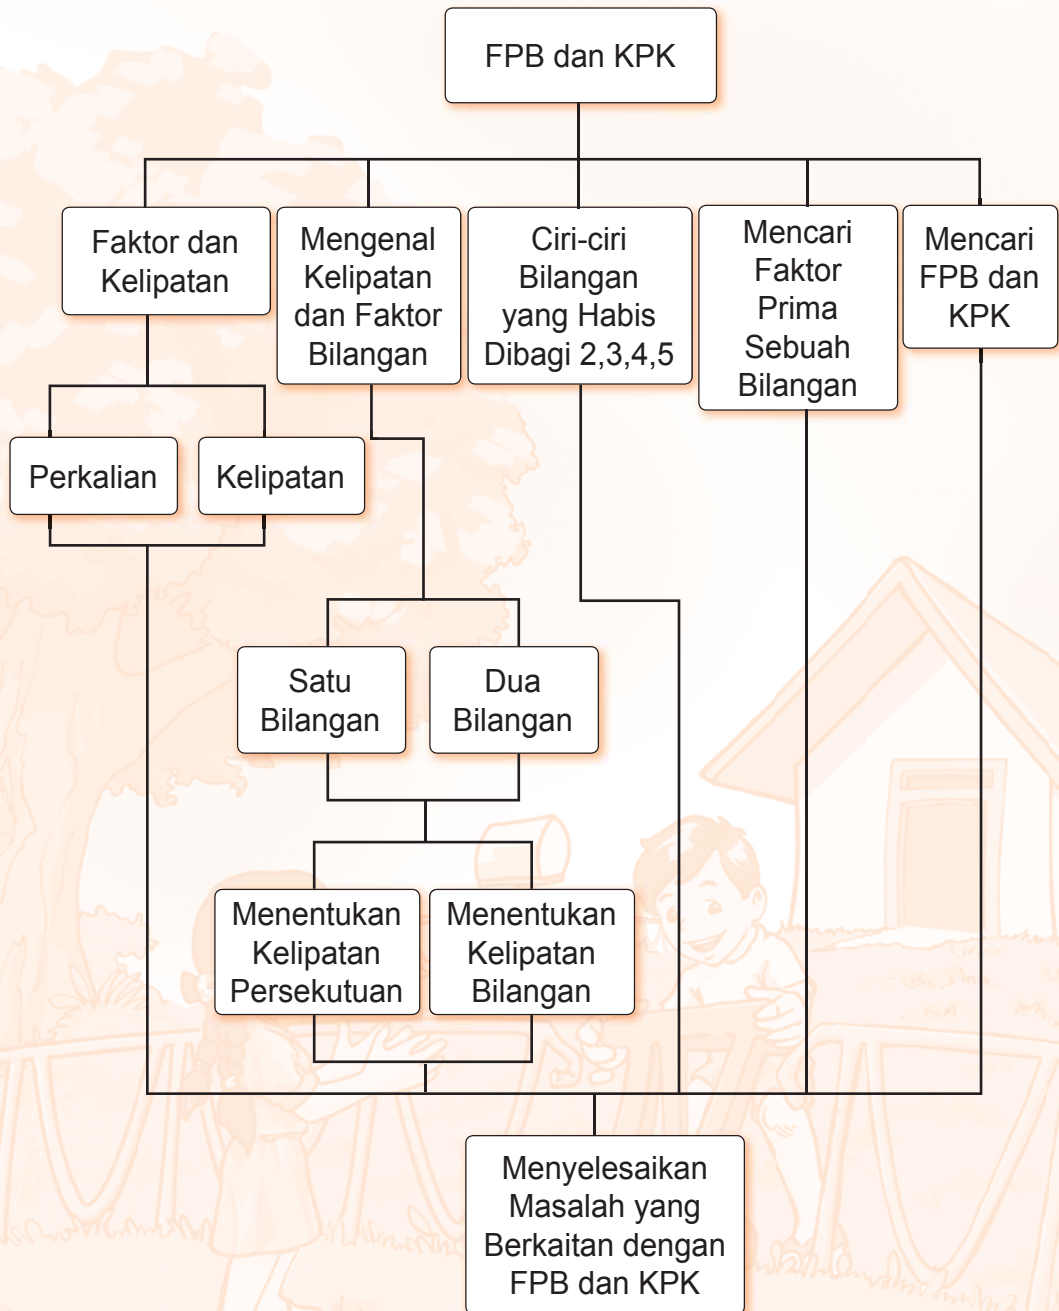 FPB dan KPK
Faktor dan
Kelipatan
Mengenal
Kelipatan
dan Faktor
Bilangan
Ciri-ciri
Bilangan
yang Habis
Dibagi 2,3,4,5
Mencari
Faktor
Prima
Sebuah
Bilangan
Mencari
FPB dan
KPK
Perkalian
Kelipatan
Satu
Bilangan
Dua
Bilangan
Menentukan
Kelipatan
Persekutuan
Menentukan
Kelipatan
Bilangan
Menyelesaikan
Masalah yang
Berkaitan dengan
FPB dan KPK